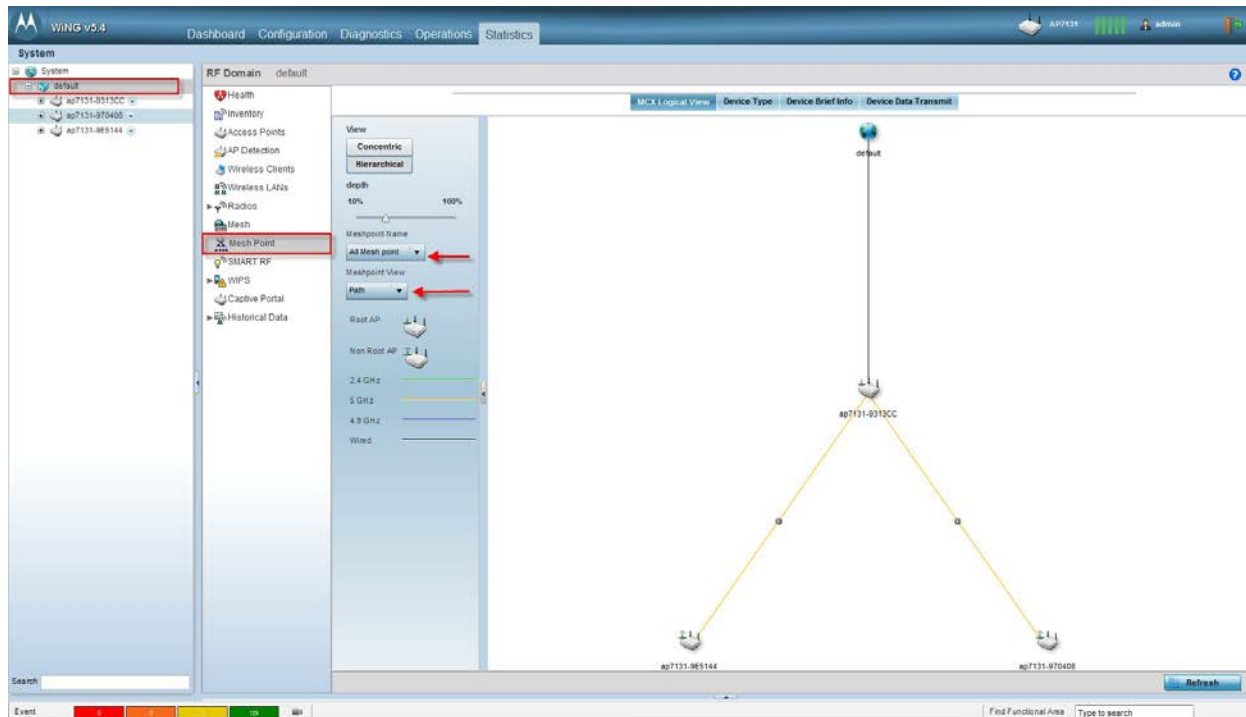 WiNG v5.4
Dashboard Configuration Diagnostics Operations Statistics
AP7131
admin
System
System
default
ap7131-9313CC
ap7131-970408
ap7131-9E5144
RF Domain default
Health
Inventory
Access Points
AP Detection
Wireless Clients
Wireless LANs
Radios
Mesh
Mesh Point
SMART RF
WIPS
Captive Portal
Historical Data
View
Concentric
Hierarchical
depth
10% 100%
Meshpoint Name
All Mesh point
Meshpoint View
Path
Root AP
Non Root AP
2.4 GHz
5 GHz
4.9 GHz
Wired
MCX Logical View Device Type Device Brief Info Device Data Transmit
default
ap7131-9313CC
ap7131-9E5144
ap7131-970408
Refresh
Search
Event
Find Functional Area Type to search